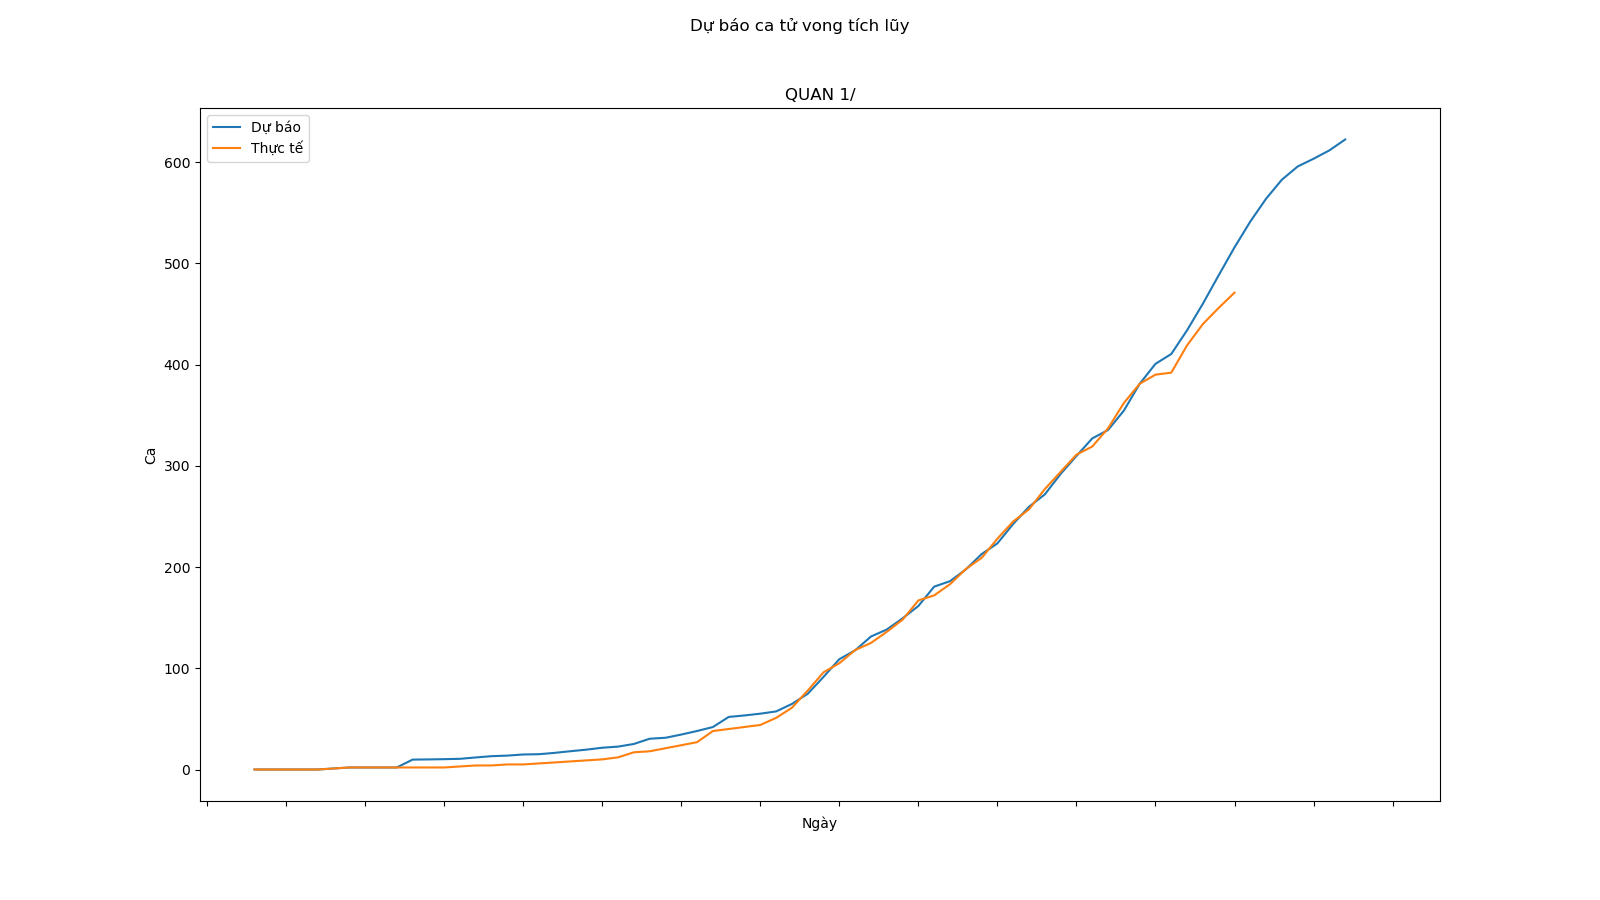 Dự báo ca tử vong tích lũy
QUAN 1/
Dự báo
Thực tế
600
500
400
300
200
100
0
Ca
Ngày